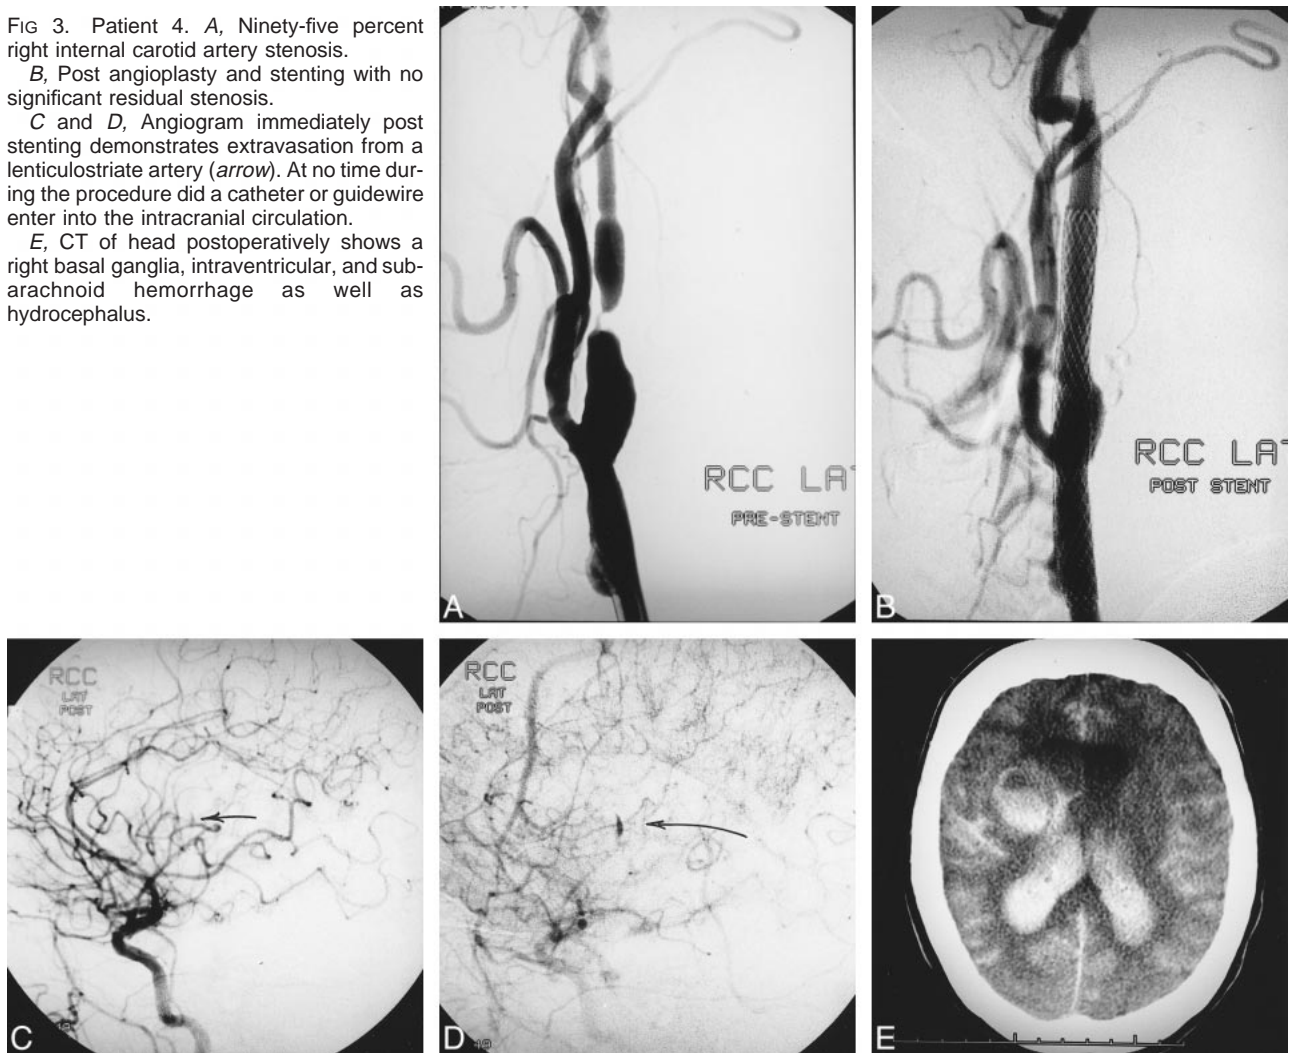 FIG 3. Patient 4. A, Ninety-five percent
right internal carotid artery stenosis.
B, Post angioplasty and stenting with no
significant residual stenosis.
C and D, Angiogram immediately post
stenting demonstrates extravasation from a
lenticulostriate artery (arrow). At no time dur-
ing the procedure did a catheter or guidewire
enter into the intracranial circulation.
E, CT of head postoperatively shows a
right basal ganglia, intraventricular, and sub-
arachnoid hemorrhage as well as
hydrocephalus.
RCC LAT
PRE-STENT
A
RCC LAT
POST STENT
B
RCC
LAT
POST
C
RCC
LAT
POST
D
E